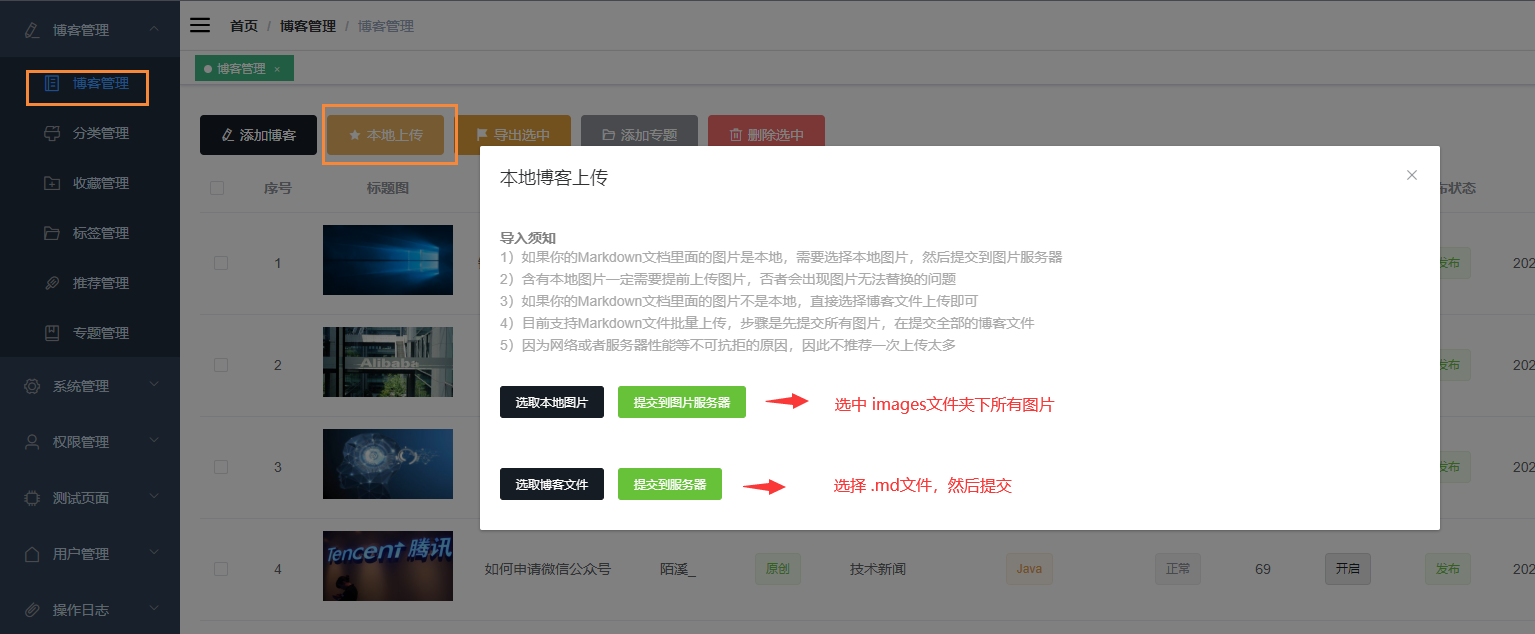 博客管理
首页 / 博客管理 / 博客管理
博客管理 ×
博客管理
分类管理
收藏管理
标签管理
推荐管理
专题管理
系统管理
权限管理
测试页面
用户管理
操作日志
添加博客 本地上传 导出选中 添加专题 删除选中
序号 标题图 布状态
1 发布 202
2 Alibaba 发布 202
3 发布 202
4 Tencent 腾讯 如何申请微信公众号 陌溪_ 原创 技术新闻 Java 正常 69 开启 发布 202
本地博客上传
导入须知
1）如果你的Markdown文档里面的图片是本地，需要选择本地图片，然后提交到图片服务器
2）含有本地图片一定需要提前上传图片，否者会出现图片无法替换的问题
3）如果你的Markdown文档里面的图片不是本地，直接选择博客文件上传即可
4）目前支持Markdown文件批量上传，步骤是先提交所有图片，在提交全部的博客文件
5）因为网络或者服务器性能等不可抗拒的原因，因此不推荐一次上传太多
选取本地图片 提交到图片服务器 选中 images文件夹下所有图片
选取博客文件 提交到服务器 选择 .md文件，然后提交